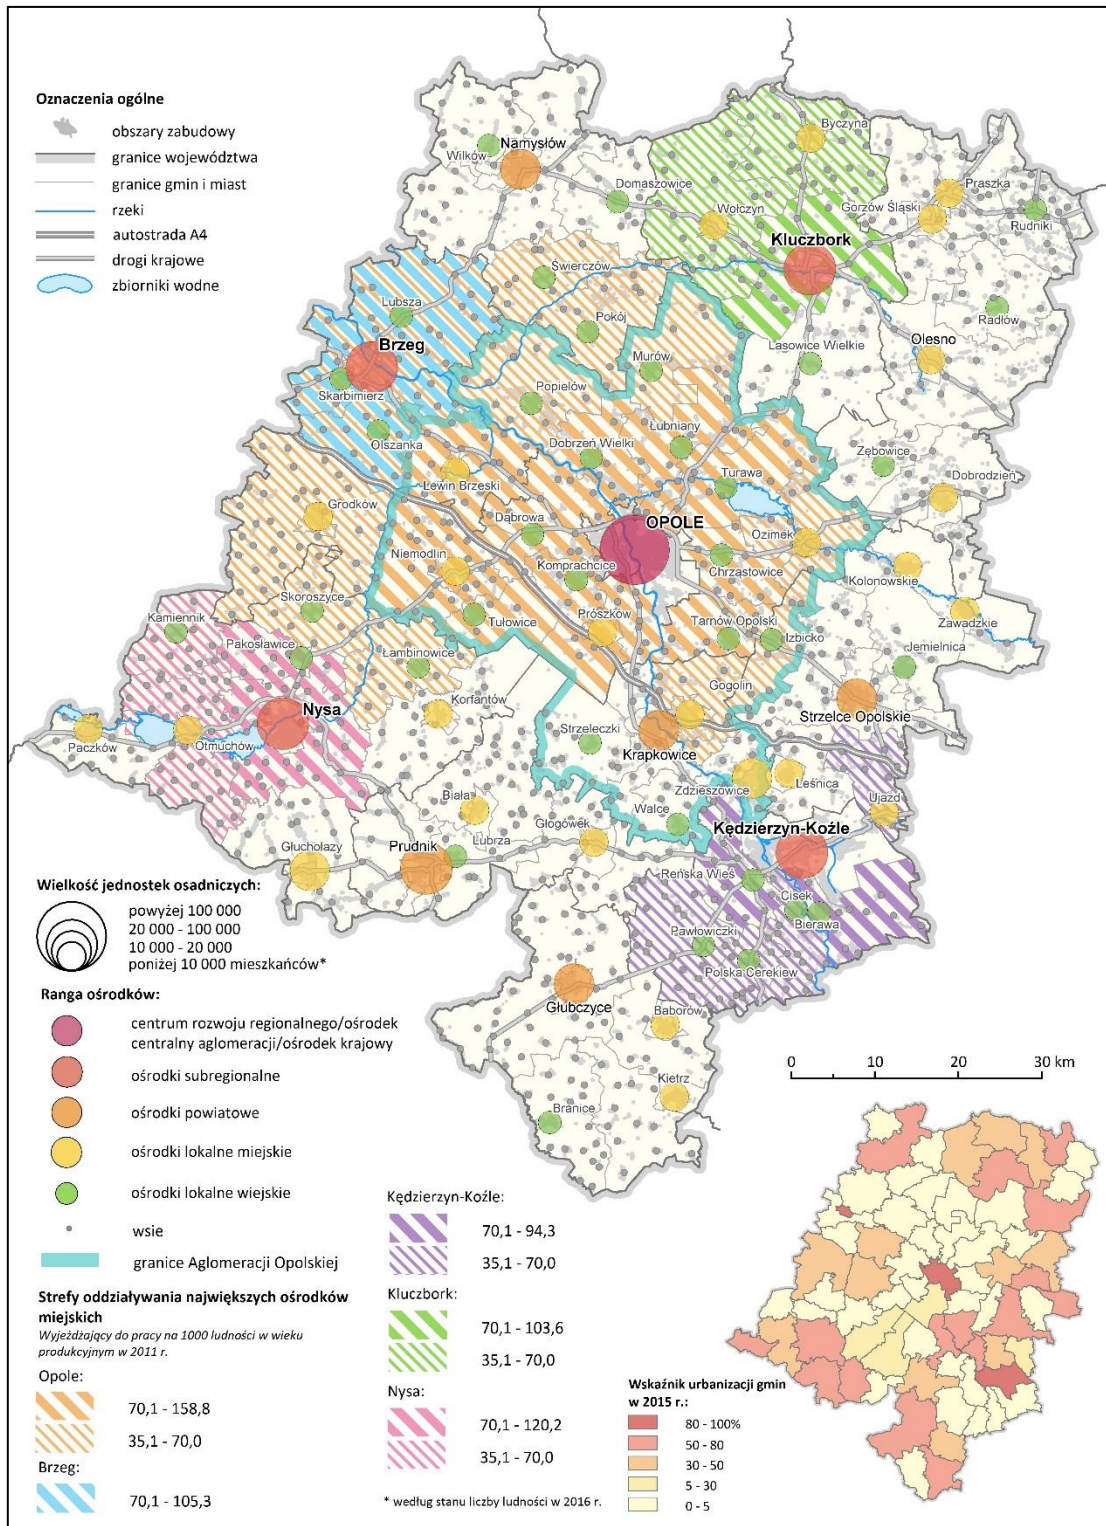 Oznaczenia ogólne
obszary zabudowy
granice województwa
granice gmin i miast
rzeki
autostrada A4
drogi krajowe
zbiorniki wodne
Byczyna
Namysłów
Wilków
Domaszowice
Wołczyn
Praszka
Gorzów Śląski
Rudniki
Kluczbork
Świerczów
Lubsza
Pokój
Radłów
Olesno
Lasowice Wielkie
Murów
Brzeg
Skarbimierz
Popielów
Olszanka
Łubniany
Dobrzeń Wielki
Zębowice
Dobrodzień
Lewin Brzeski
Turawa
Grodków
OPOLE
Dąbrowa
Ozimek
Niemodlin
Komprachcice
Chrząstowice
Kolonowskie
Skoroszyce
Tułowice
Prószków
Tarnów Opolski
Izbicko
Zawadzkie
Kamiennik
Pakosławice
Łambinowice
Jemielnica
Gogolin
Korfantów
Nysa
Strzelce Opolskie
Otmuchów
Paczków
Strzeleczki
Krapkowice
Zdzieszowice
Leśnica
Ujazd
Biała
Walce
Głogówek
Kędzierzyn-Koźle
Głuchołazy
Prudnik
Lubrza
Reńska Wieś
Cisek
Bierawa
Pawłowiczki
Polska Cerekiew
Głubczyce
Baborów
Kietrz
Branice
Wielkość jednostek osadniczych:
powyżej 100 000
20 000 - 100 000
10 000 - 20 000
poniżej 10 000 mieszkańców*
Ranga ośrodków:
centrum rozwoju regionalnego/ośrodek
centralny aglomeracji/ośrodek krajowy
ośrodki subregionalne
ośrodki powiatowe
ośrodki lokalne miejskie
ośrodki lokalne wiejskie
wsie
granice Aglomeracji Opolskiej
Strefy oddziaływania największych ośrodków
miejskich
Wyjeżdżający do pracy na 1000 ludności w wieku
produkcyjnym w 2011 r.
Opole:
70,1 - 158,8
35,1 - 70,0
Brzeg:
70,1 - 105,3
Kędzierzyn-Koźle:
70,1 - 94,3
35,1 - 70,0
Kluczbork:
70,1 - 103,6
35,1 - 70,0
Nysa:
70,1 - 120,2
35,1 - 70,0
* według stanu liczby ludności w 2016 r.
0 10 20 30 km
Wskaźnik urbanizacji gmin
w 2015 r.:
80 - 100%
50 - 80
30 - 50
5 - 30
0 - 5